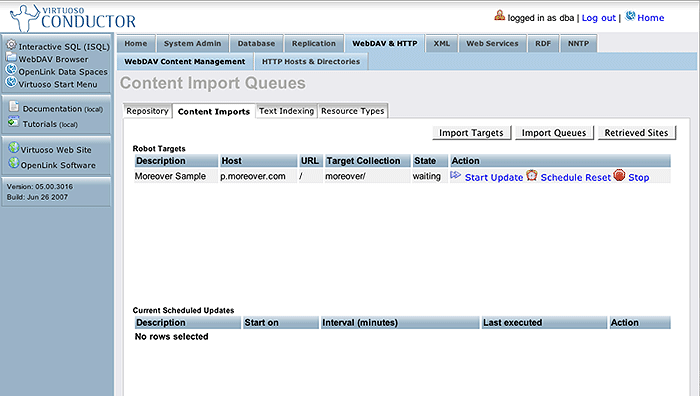 VIRTUOSO
CONDUCTOR
logged in as dba | Log out | Home
Interactive SQL (ISQL)
WebDAV Browser
OpenLink Data Spaces
Virtuoso Start Menu
Documentation (local)
Tutorials (local)
Virtuoso Web Site
OpenLink Software
Version: 05.00.3016
Build: Jun 26 2007
Home System Admin Database Replication WebDAV & HTTP XML Web Services RDF NNTP
WebDAV Content Management HTTP Hosts & Directories
Content Import Queues
Repository Content Imports Text Indexing Resource Types
Import Targets Import Queues Retrieved Sites
Robot Targets
Description Host URL Target Collection State Action
Moreover Sample p.moreover.com / moreover/ waiting Start Update Schedule Reset Stop
Current Scheduled Updates
Description Start on Interval (minutes) Last executed Action
No rows selected